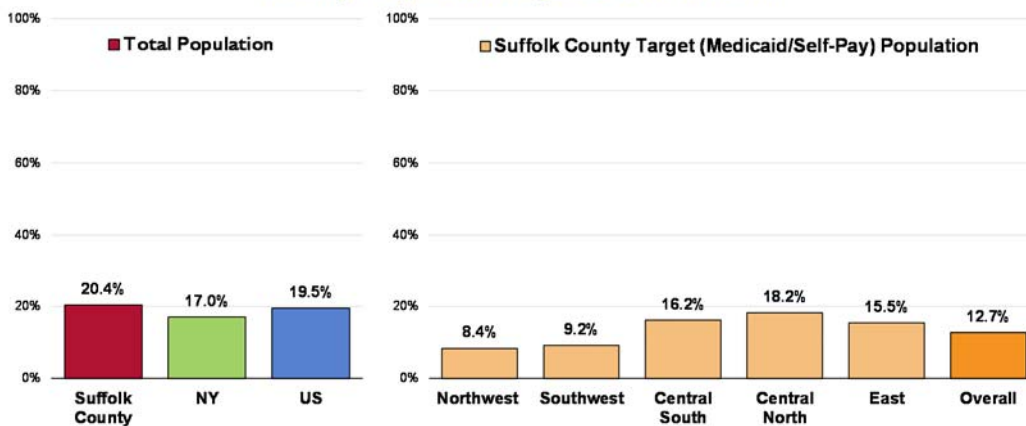 100%
80%
60%
40%
20%
0%
Total Population
20.4%
17.0%
19.5%
Suffolk
County
NY
US
100%
80%
60%
40%
20%
0%
Suffolk County Target (Medicaid/Self-Pay) Population
8.4%
9.2%
16.2%
18.2%
15.5%
12.7%
Northwest
Southwest
Central
South
Central
North
East
Overall